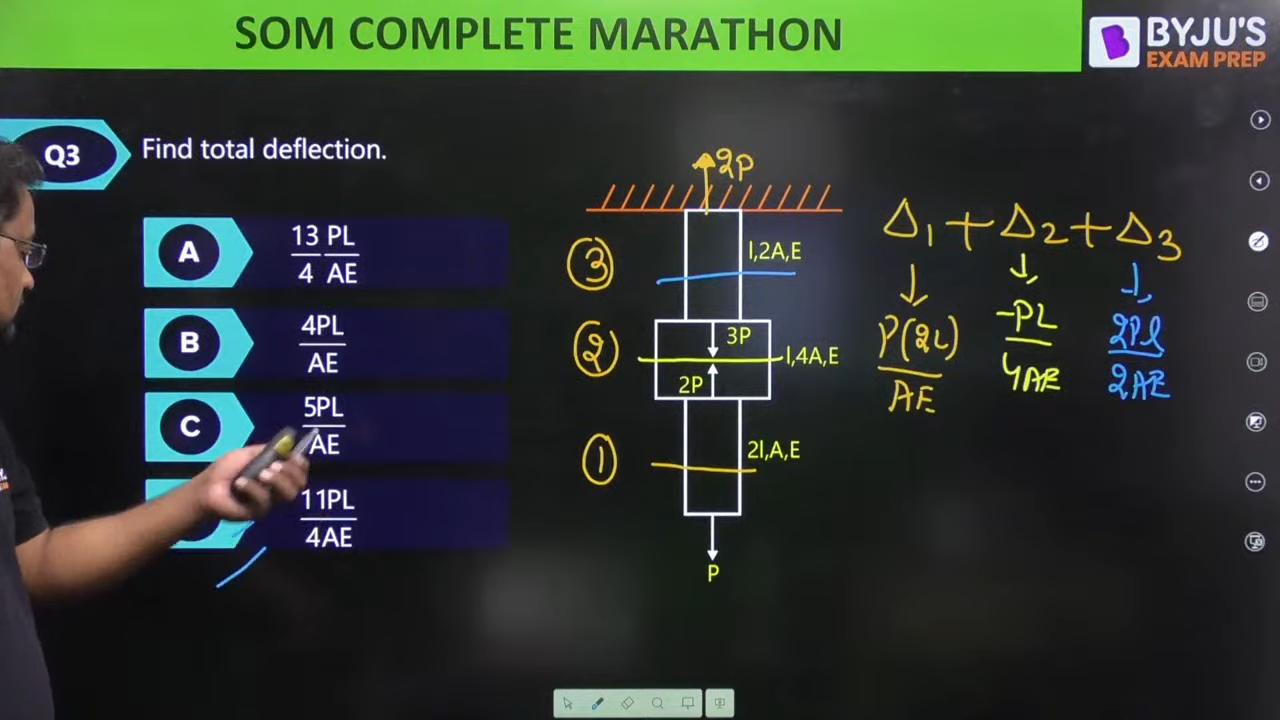 SOM COMPLETE MARATHON
BYJU'S
EXAM PREP
Q3
Find total deflection.
A
13 PL
4 AE
B
4PL
AE
C
5PL
AE
11PL
4AE
2P
③
l,2A,E
②
3P
l,4A,E
2P
①
2l,A,E
P
Δ1 + Δ2 + Δ3
P(2L)
AE
-PL
4AE
2Pl
2AE